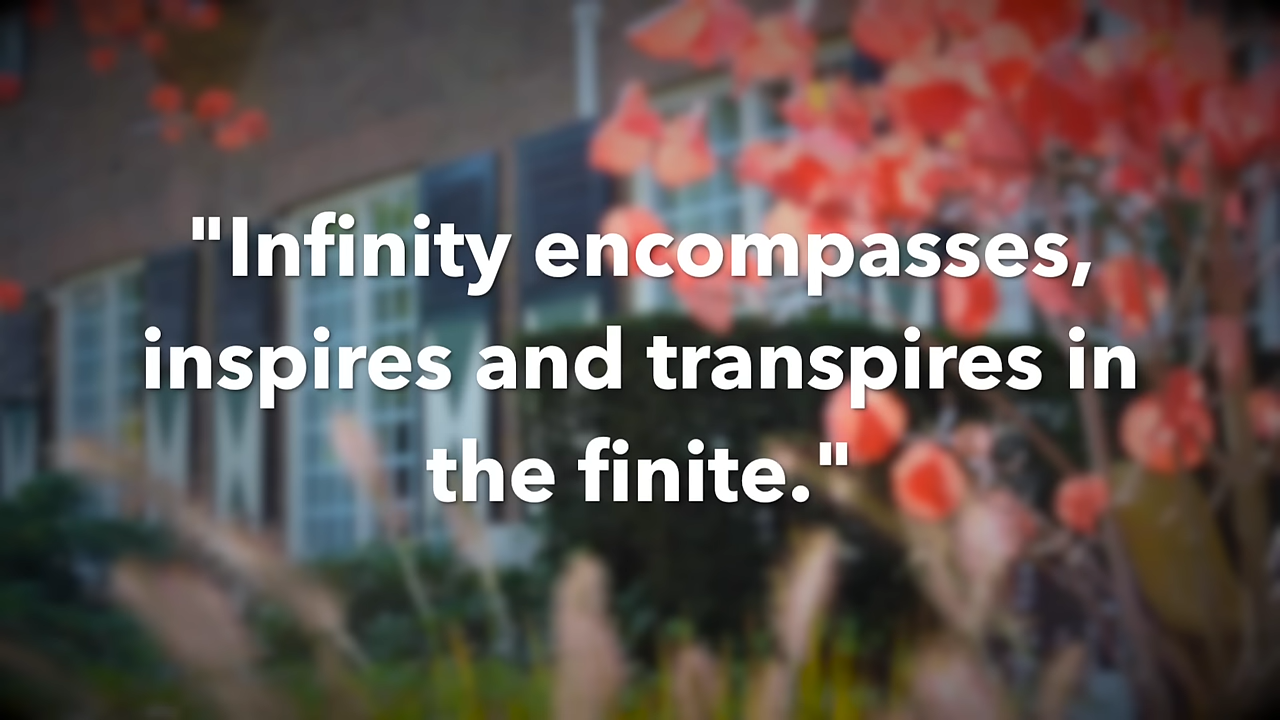 "Infinity encompasses,
inspires and transpires in
the finite."